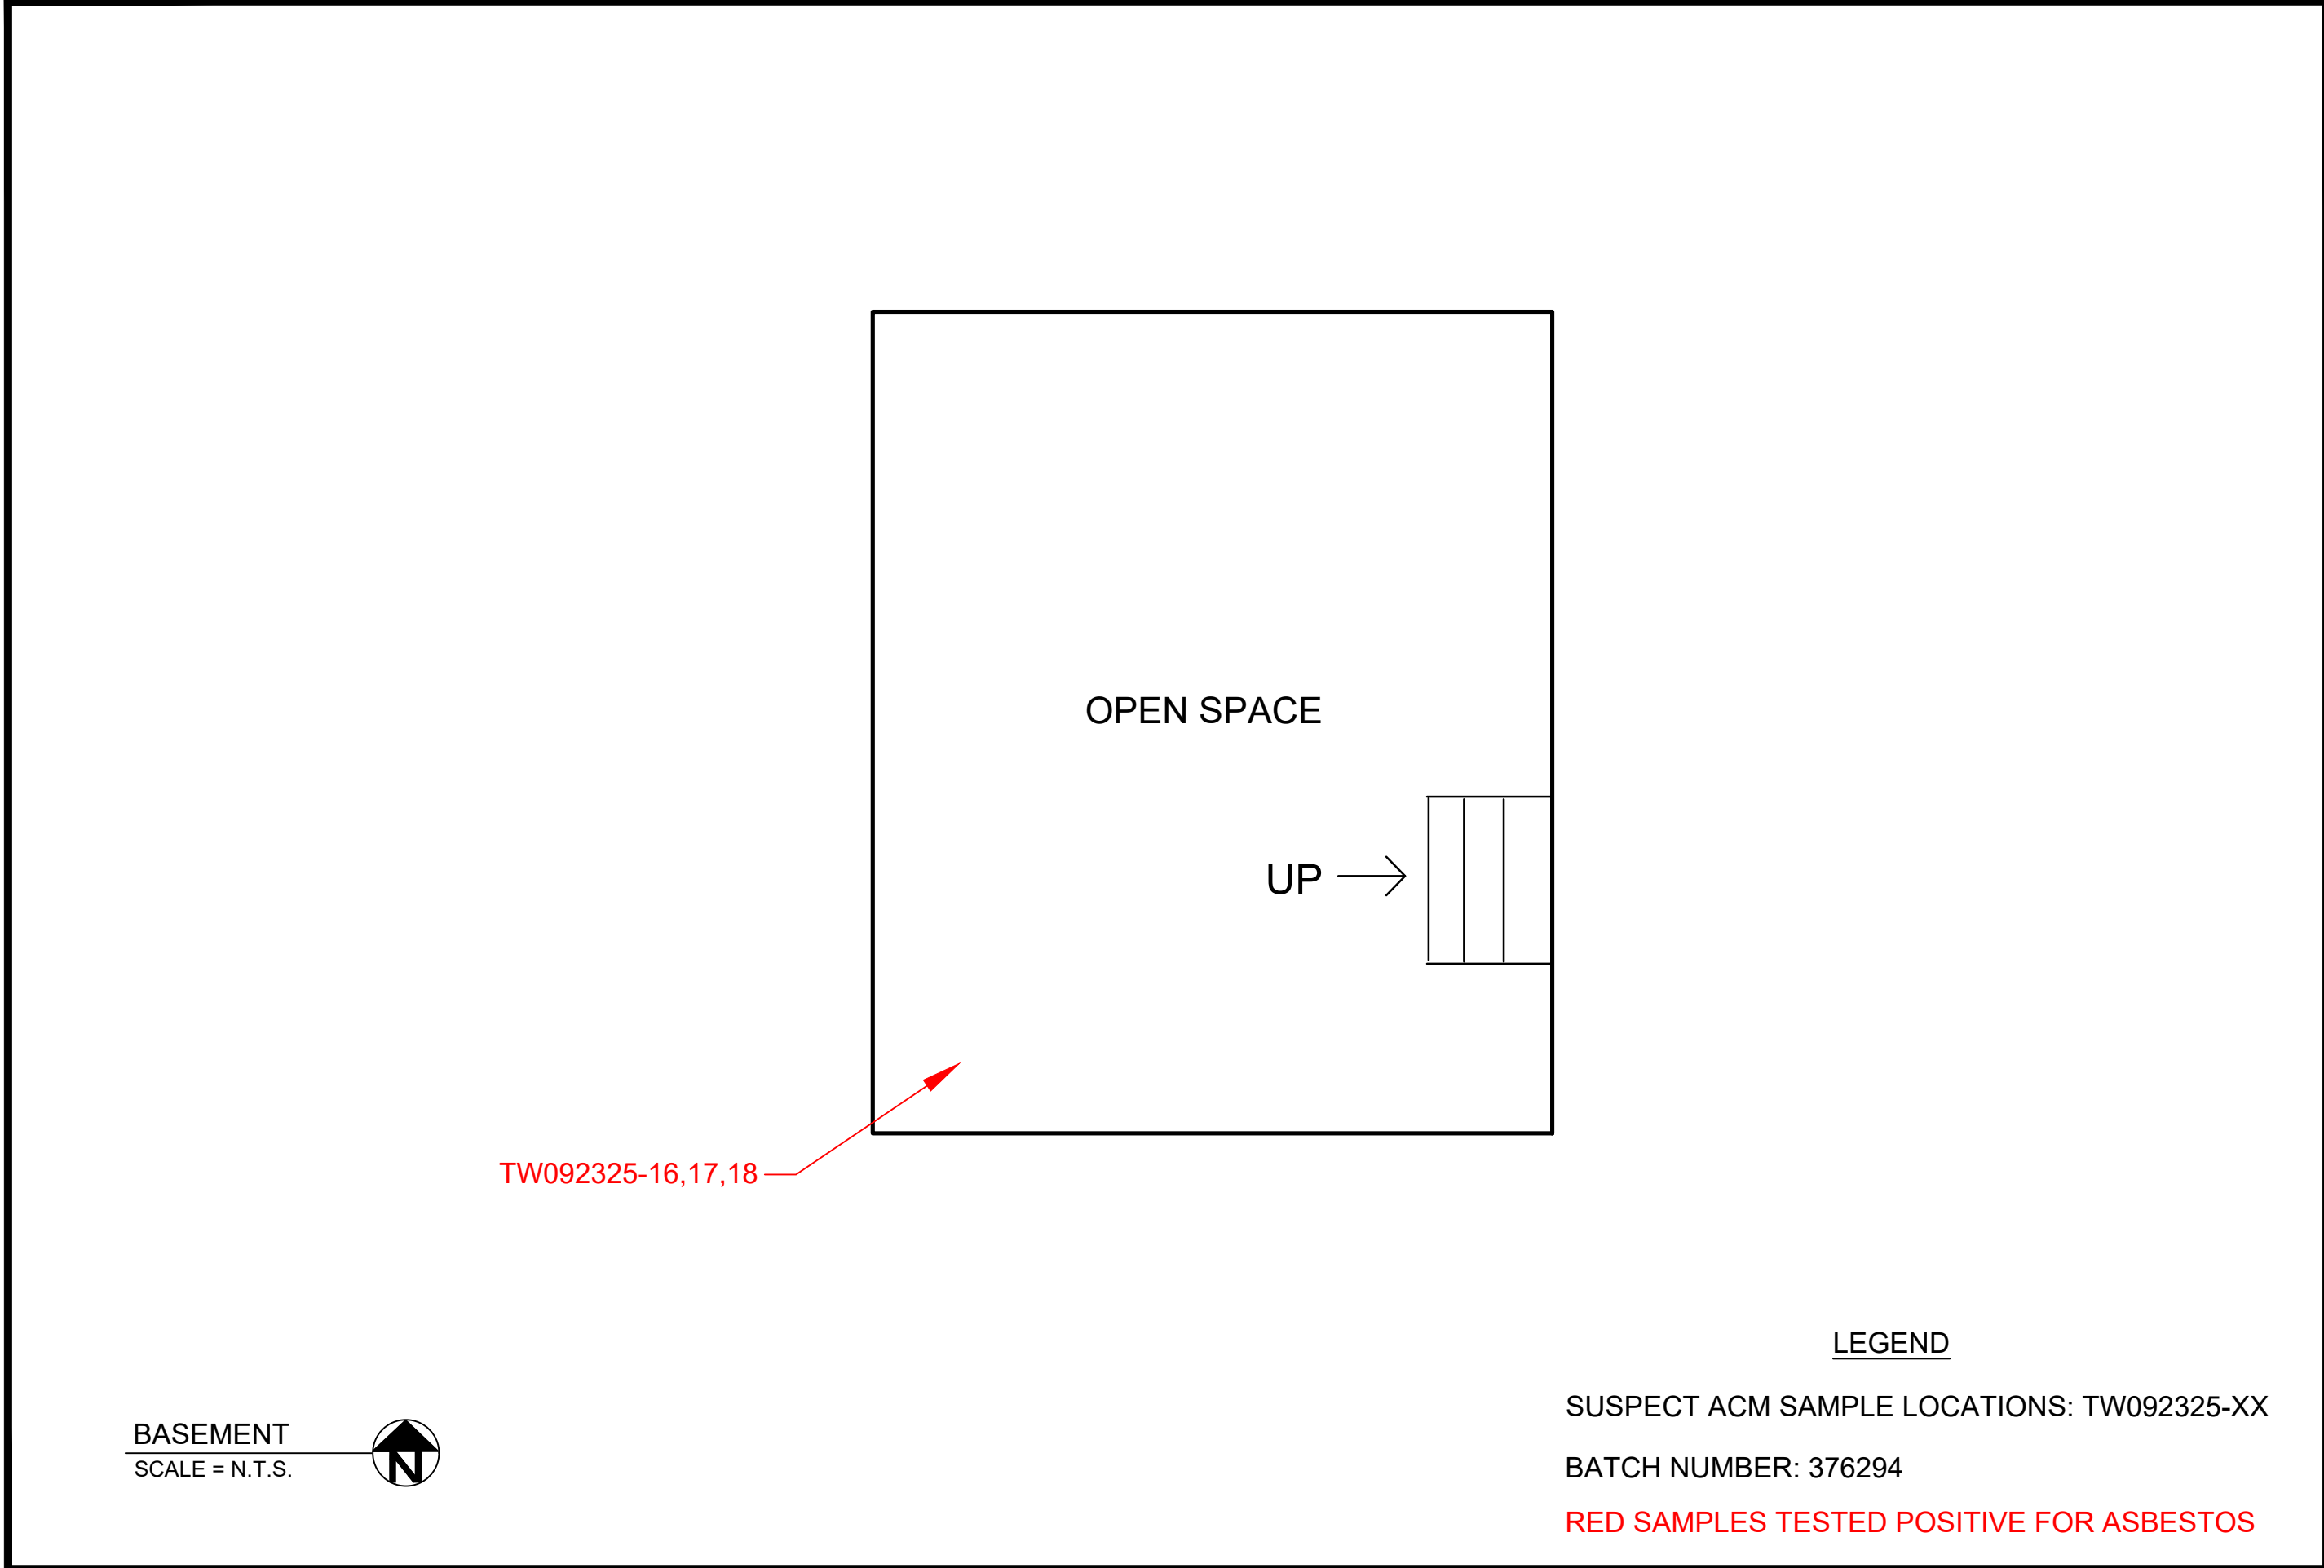 OPEN SPACE
UP
TW092325-16,17,18
LEGEND
SUSPECT ACM SAMPLE LOCATIONS: TW092325-XX
BATCH NUMBER: 376294
RED SAMPLES TESTED POSITIVE FOR ASBESTOS
BASEMENT
SCALE = N.T.S.
N